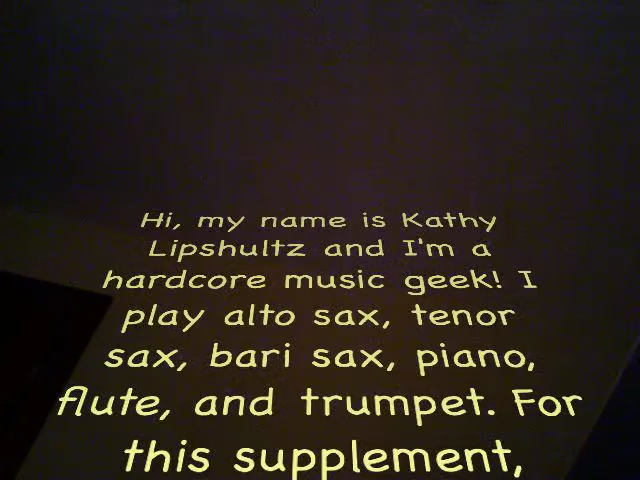 Hi, my name is Kathy
Lipshultz and I'm a
hardcore music geek! I
play alto sax, tenor
sax, bari sax, piano,
flute, and trumpet. For
this supplement,